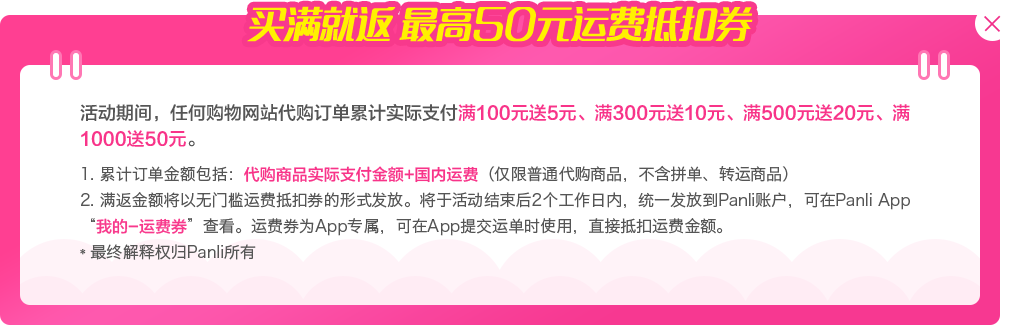 买满就返 最高50元运费抵扣券
活动期间，任何购物网站代购订单累计实际支付满100元送5元、满300元送10元、满500元送20元、满
1000送50元。
1. 累计订单金额包括：代购商品实际支付金额+国内运费（仅限普通代购商品，不含拼单、转运商品）
2. 满返金额将以无门槛运费抵扣券的形式发放。将于活动结束后2个工作日内，统一发放到Panli账户，可在Panli App
“我的-运费券”查看。运费券为App专属，可在App提交运单时使用，直接抵扣运费金额。
* 最终解释权归Panli所有